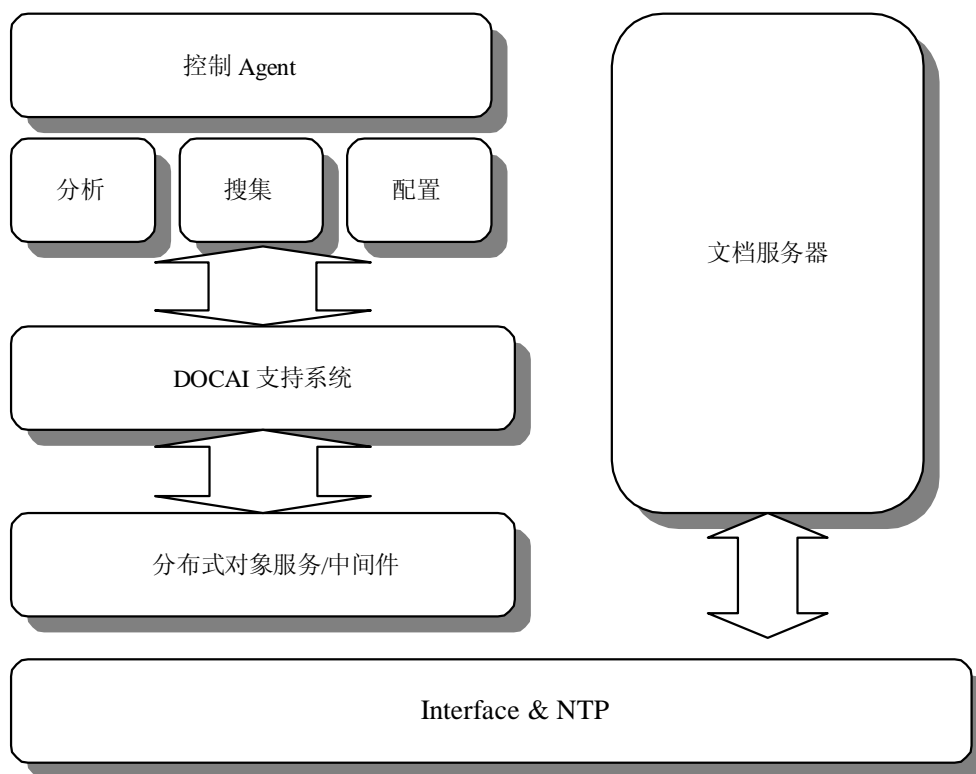 控制 Agent
分析
搜集
配置
文档服务器
DOCAI 支持系统
分布式对象服务/中间件
Interface & NTP